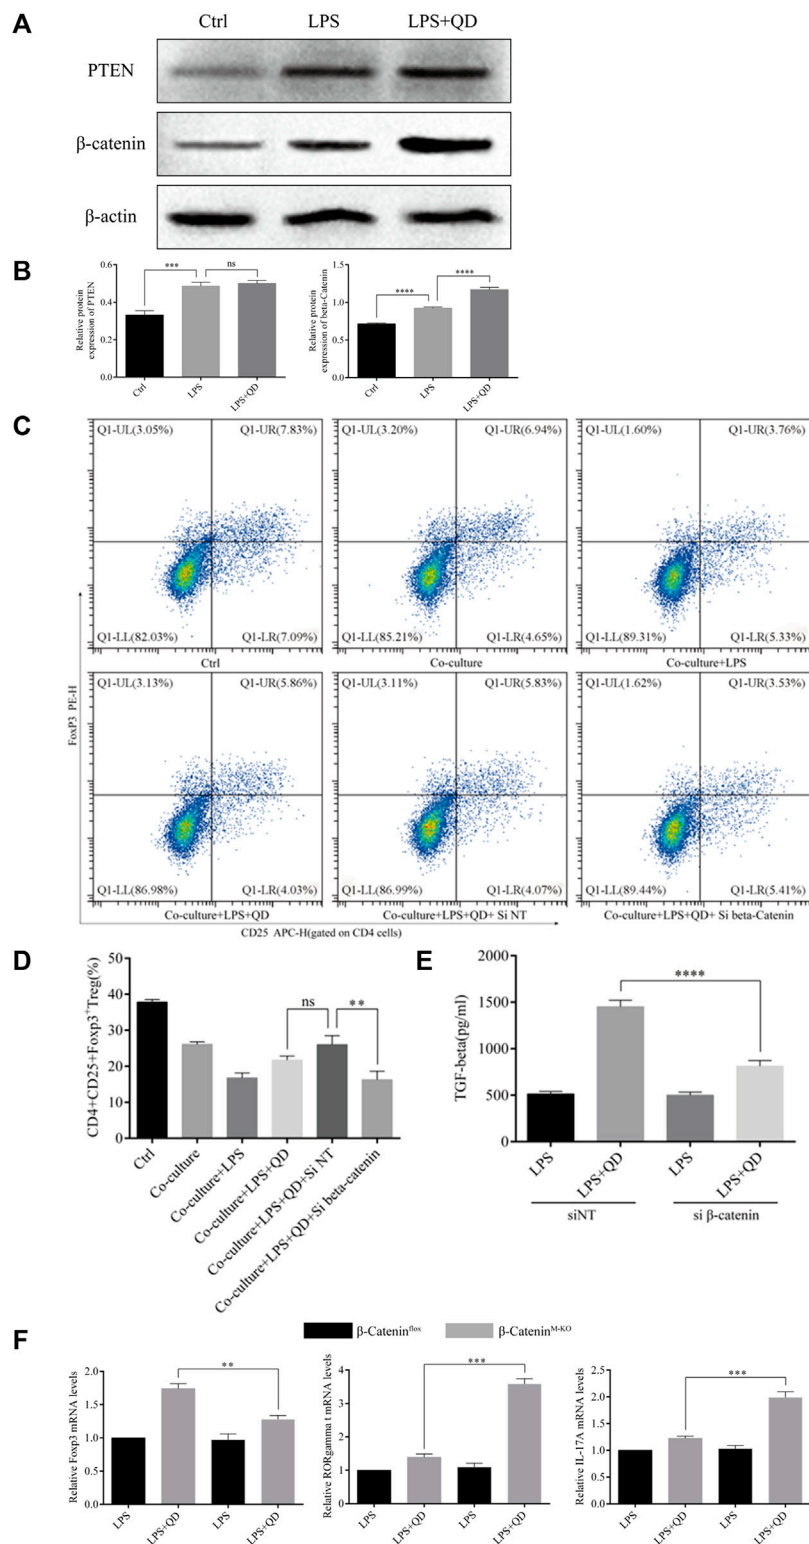 A
Ctrl LPS LPS+QD
PTEN
β-catenin
β-actin
B
Relative protein
expression of PTEN
0.6
0.4
0.2
0.0
*** ns
Ctrl LPS LPS+QD
Relative protein
expression of beta-Catenin
1.5
1.0
0.5
0.0
**** ****
Ctrl LPS LPS+QD
C
Q1-UL(3.05%) Q1-UR(7.83%) Q1-UL(3.20%) Q1-UR(6.94%) Q1-UL(1.60%) Q1-UR(3.76%)
Q1-LL(82.03%) Q1-LR(7.09%) Q1-LL(85.21%) Q1-LR(4.65%) Q1-LL(89.31%) Q1-LR(5.33%)
Ctrl Co-culture Co-culture+LPS
Q1-UL(3.13%) Q1-UR(5.86%) Q1-UL(3.11%) Q1-UR(5.83%) Q1-UL(1.62%) Q1-UR(3.53%)
FoxP3 PE-H
Q1-LL(86.98%) Q1-LR(4.03%) Q1-LL(86.99%) Q1-LR(4.07%) Q1-LL(89.44%) Q1-LR(5.41%)
Co-culture+LPS+QD Co-culture+LPS+QD+ Si NT Co-culture+LPS+QD+ Si beta-Catenin
CD25 APC-H(gated on CD4 cells)
D
CD4+CD25+Foxp3+Treg(%)
50
40
30
20
10
0
ns **
Ctrl
Co-culture
Co-culture+LPS
Co-culture+LPS+QD
Co-culture+LPS+QD+Si NT
Co-culture+LPS+QD+Si beta-catenin
E
TGF-beta(pg/ml)
2000
1500
1000
500
0
****
LPS LPS+QD LPS LPS+QD
siNT si β-catenin
F
β-Catenin^flox β-Catenin^M-KO
Relative Foxp3 mRNA levels
2.0
1.5
1.0
0.5
0.0
**
LPS LPS+QD LPS LPS+QD
Relative RORgamma t mRNA levels
4
3
2
1
0
***
LPS LPS+QD LPS LPS+QD
Relative IL-17A mRNA levels
2.5
2.0
1.5
1.0
0.5
0.0
***
LPS LPS+QD LPS LPS+QD